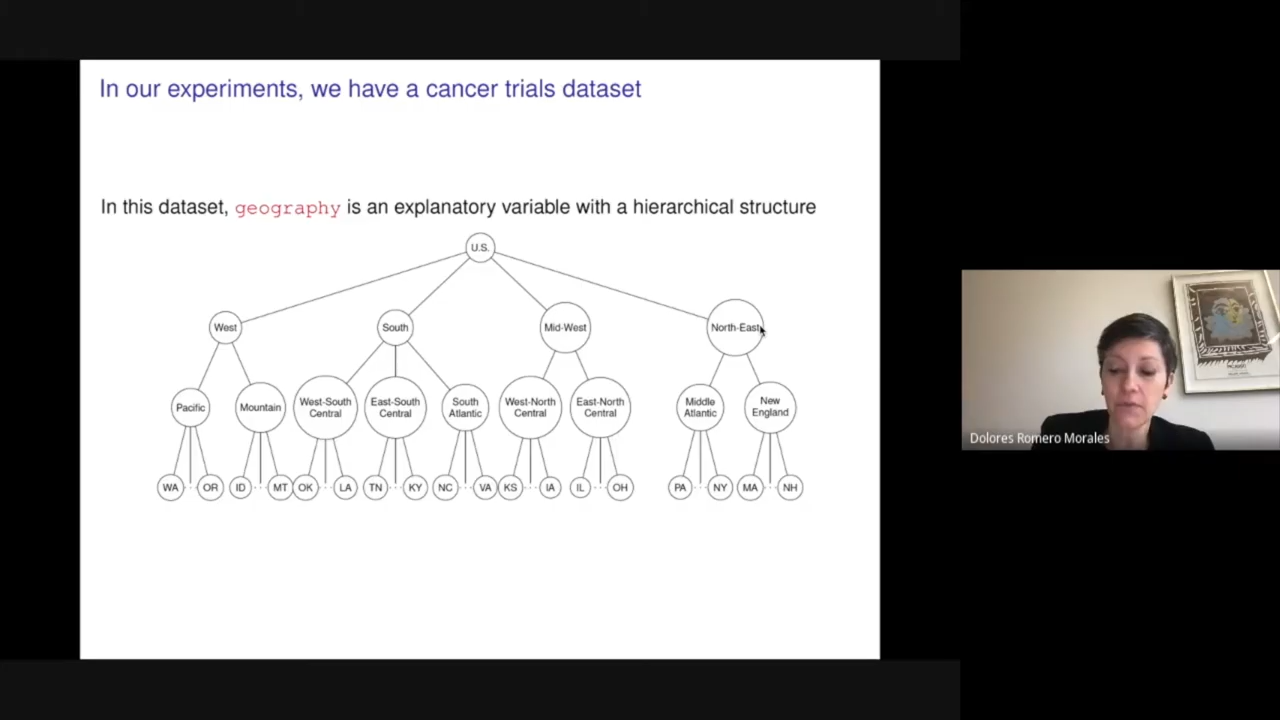 In our experiments, we have a cancer trials dataset
In this dataset, geography is an explanatory variable with a hierarchical structure
U.S.
West
South
Mid-West
North-East
Pacific
Mountain
West-South
Central
East-South
Central
South
Atlantic
West-North
Central
East-North
Central
Middle
Atlantic
New
England
WA
OR
ID
MT
OK
LA
TN
KY
NC
VA
KS
IA
IL
OH
PA
NY
MA
NH
Dolores Romero Morales